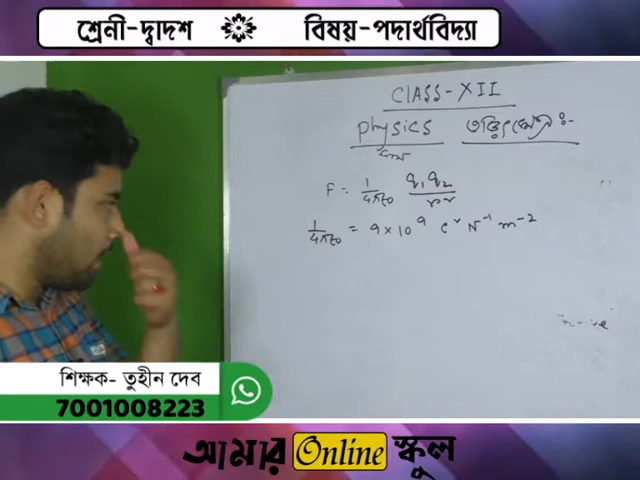 শ্রেনী-দ্বাদশ বিষয়-পদার্থবিদ্যা
CLASS-XII
Physics তড়িৎক্ষেত্র ঃ-
F = 1/4πε₀ q₁q₂/r²
1/4πε₀ = 9 × 10⁹ C² N⁻¹ m⁻²
শিক্ষক- তুহীন দেব
7001008223
আমার Online স্কুল